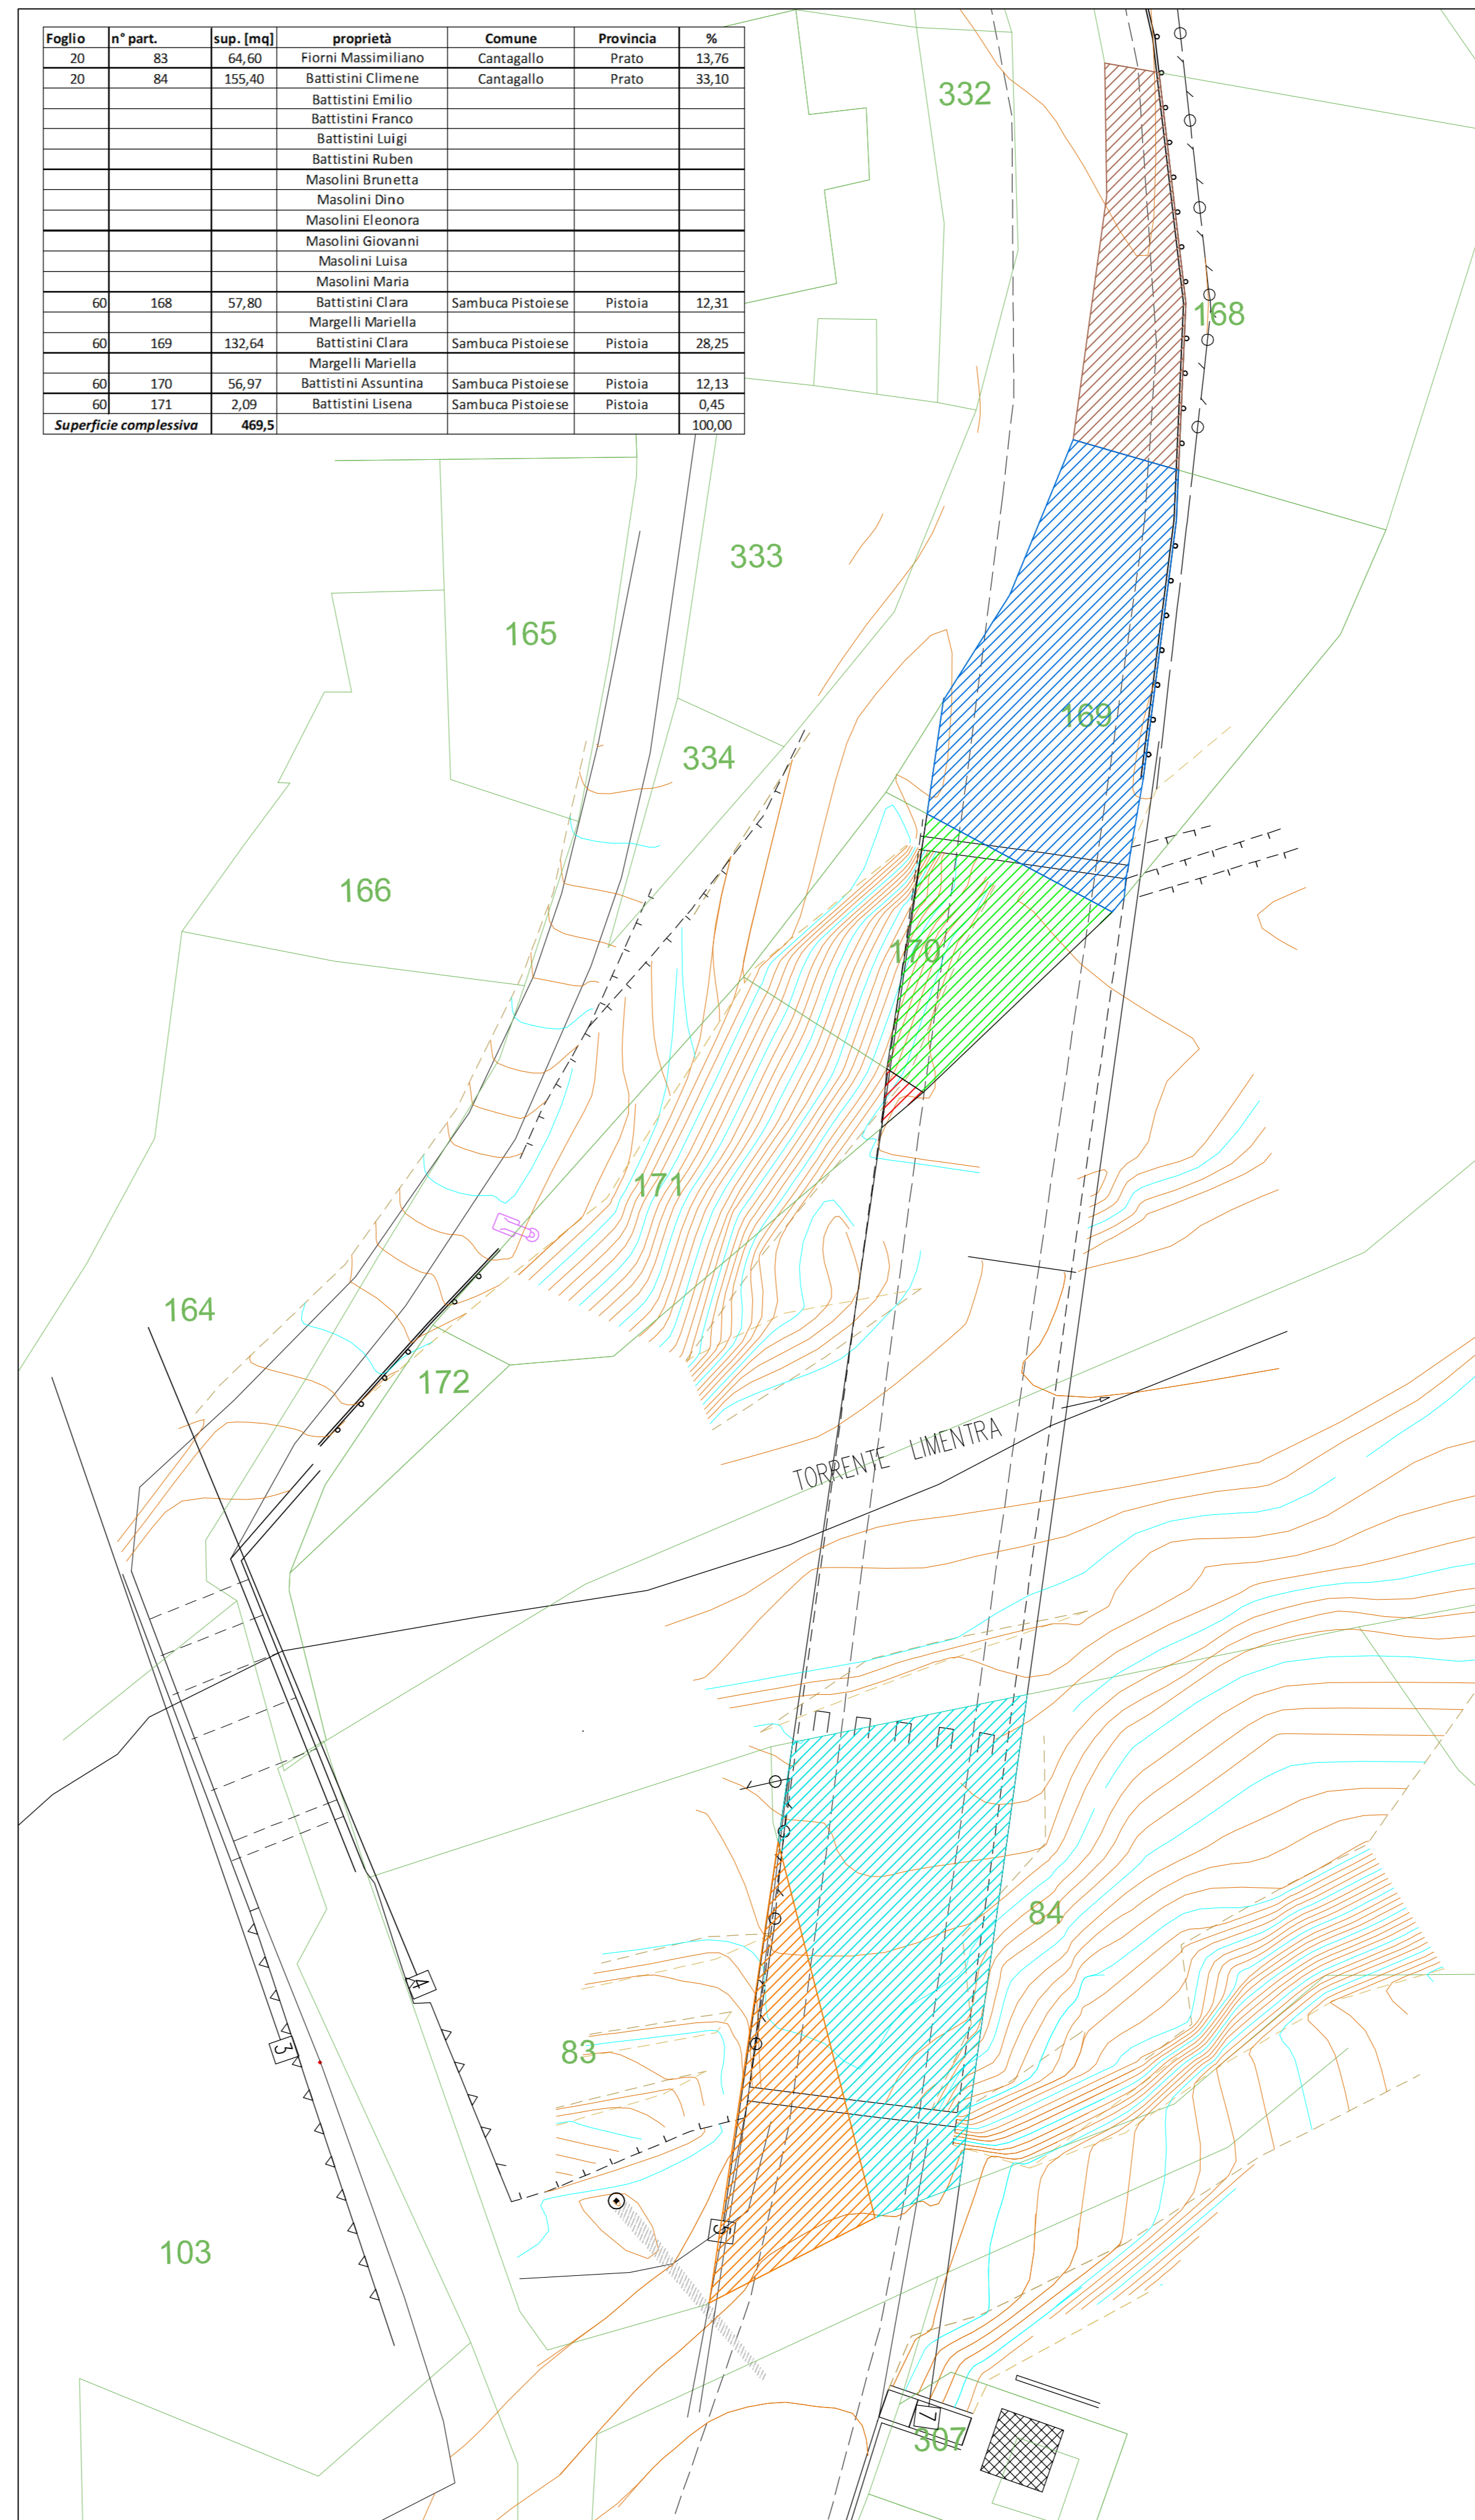 Foglio n° part. sup. [mq] proprietà Comune Provincia %
20 83 64,60 Fiorni Massimiliano Cantagallo Prato 13,76
20 84 155,40 Battistini Climene Cantagallo Prato 33,10
Battistini Emilio
Battistini Franco
Battistini Luigi
Battistini Ruben
Masolini Brunetta
Masolini Dino
Masolini Eleonora
Masolini Giovanni
Masolini Luisa
Masolini Maria
60 168 57,80 Battistini Clara Sambuca Pistoiese Pistoia 12,31
Margelli Mariella
60 169 132,64 Battistini Clara Sambuca Pistoiese Pistoia 28,25
Margelli Mariella
60 170 56,97 Battistini Assuntina Sambuca Pistoiese Pistoia 12,13
60 171 2,09 Battistini Lisena Sambuca Pistoiese Pistoia 0,45
Superficie complessiva 469,5 100,00
332
168
333
165
169
334
166
170
171
164
172
TORRENTE LIMENTRA
84
4
3
83
5
103
7
307